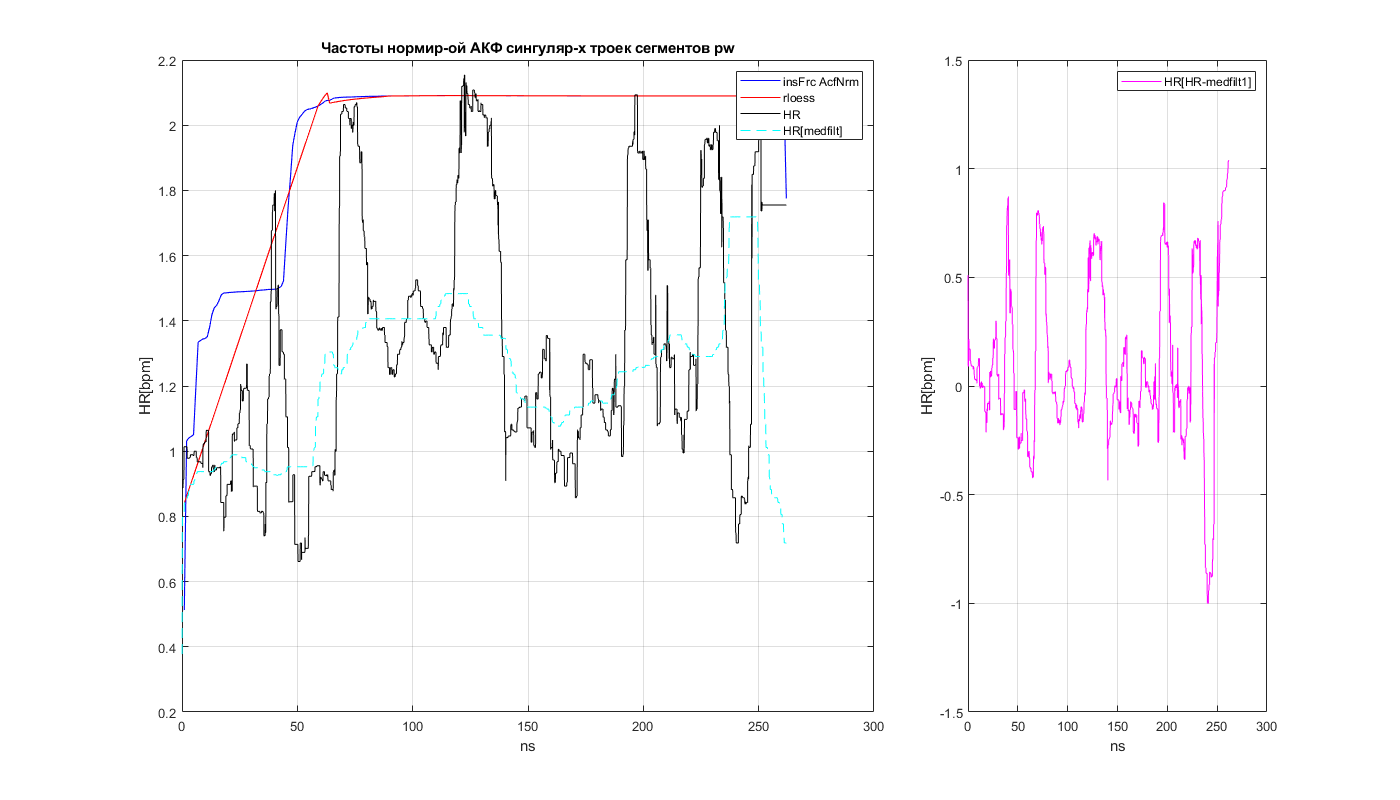 Частоты нормир-ой АКФ сингуляр-х троек сегментов pw
insFrc AcfNrm
rloess
HR
HR[medfilt]
HR[bpm]
2.2
2
1.8
1.6
1.4
1.2
1
0.8
0.6
0.4
0.2
0 50 100 150 200 250 300
ns
HR[HR-medfilt1]
HR[bpm]
1.5
1
0.5
0
-0.5
-1
-1.5
0 50 100 150 200 250 300
ns